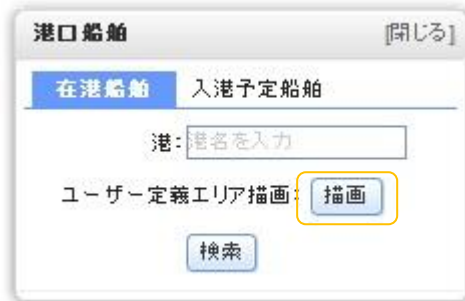 港口船舶 [閉じる]
在港船舶 入港予定船舶
港: 港名を入力
ユーザー定義エリア描画: 描画
検索